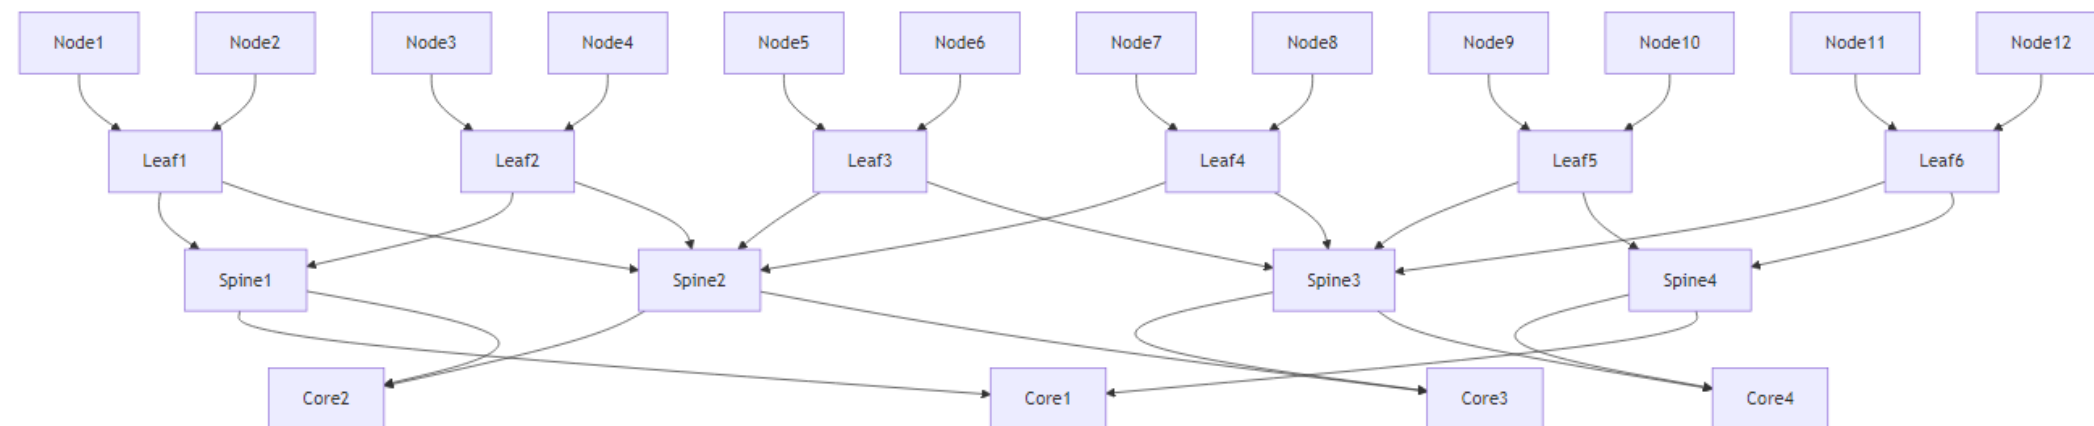 Node1 Node2 Node3 Node4 Node5 Node6 Node7 Node8 Node9 Node10 Node11 Node12
Leaf1 Leaf2 Leaf3 Leaf4 Leaf5 Leaf6
Spine1 Spine2 Spine3 Spine4
Core2 Core1 Core3 Core4